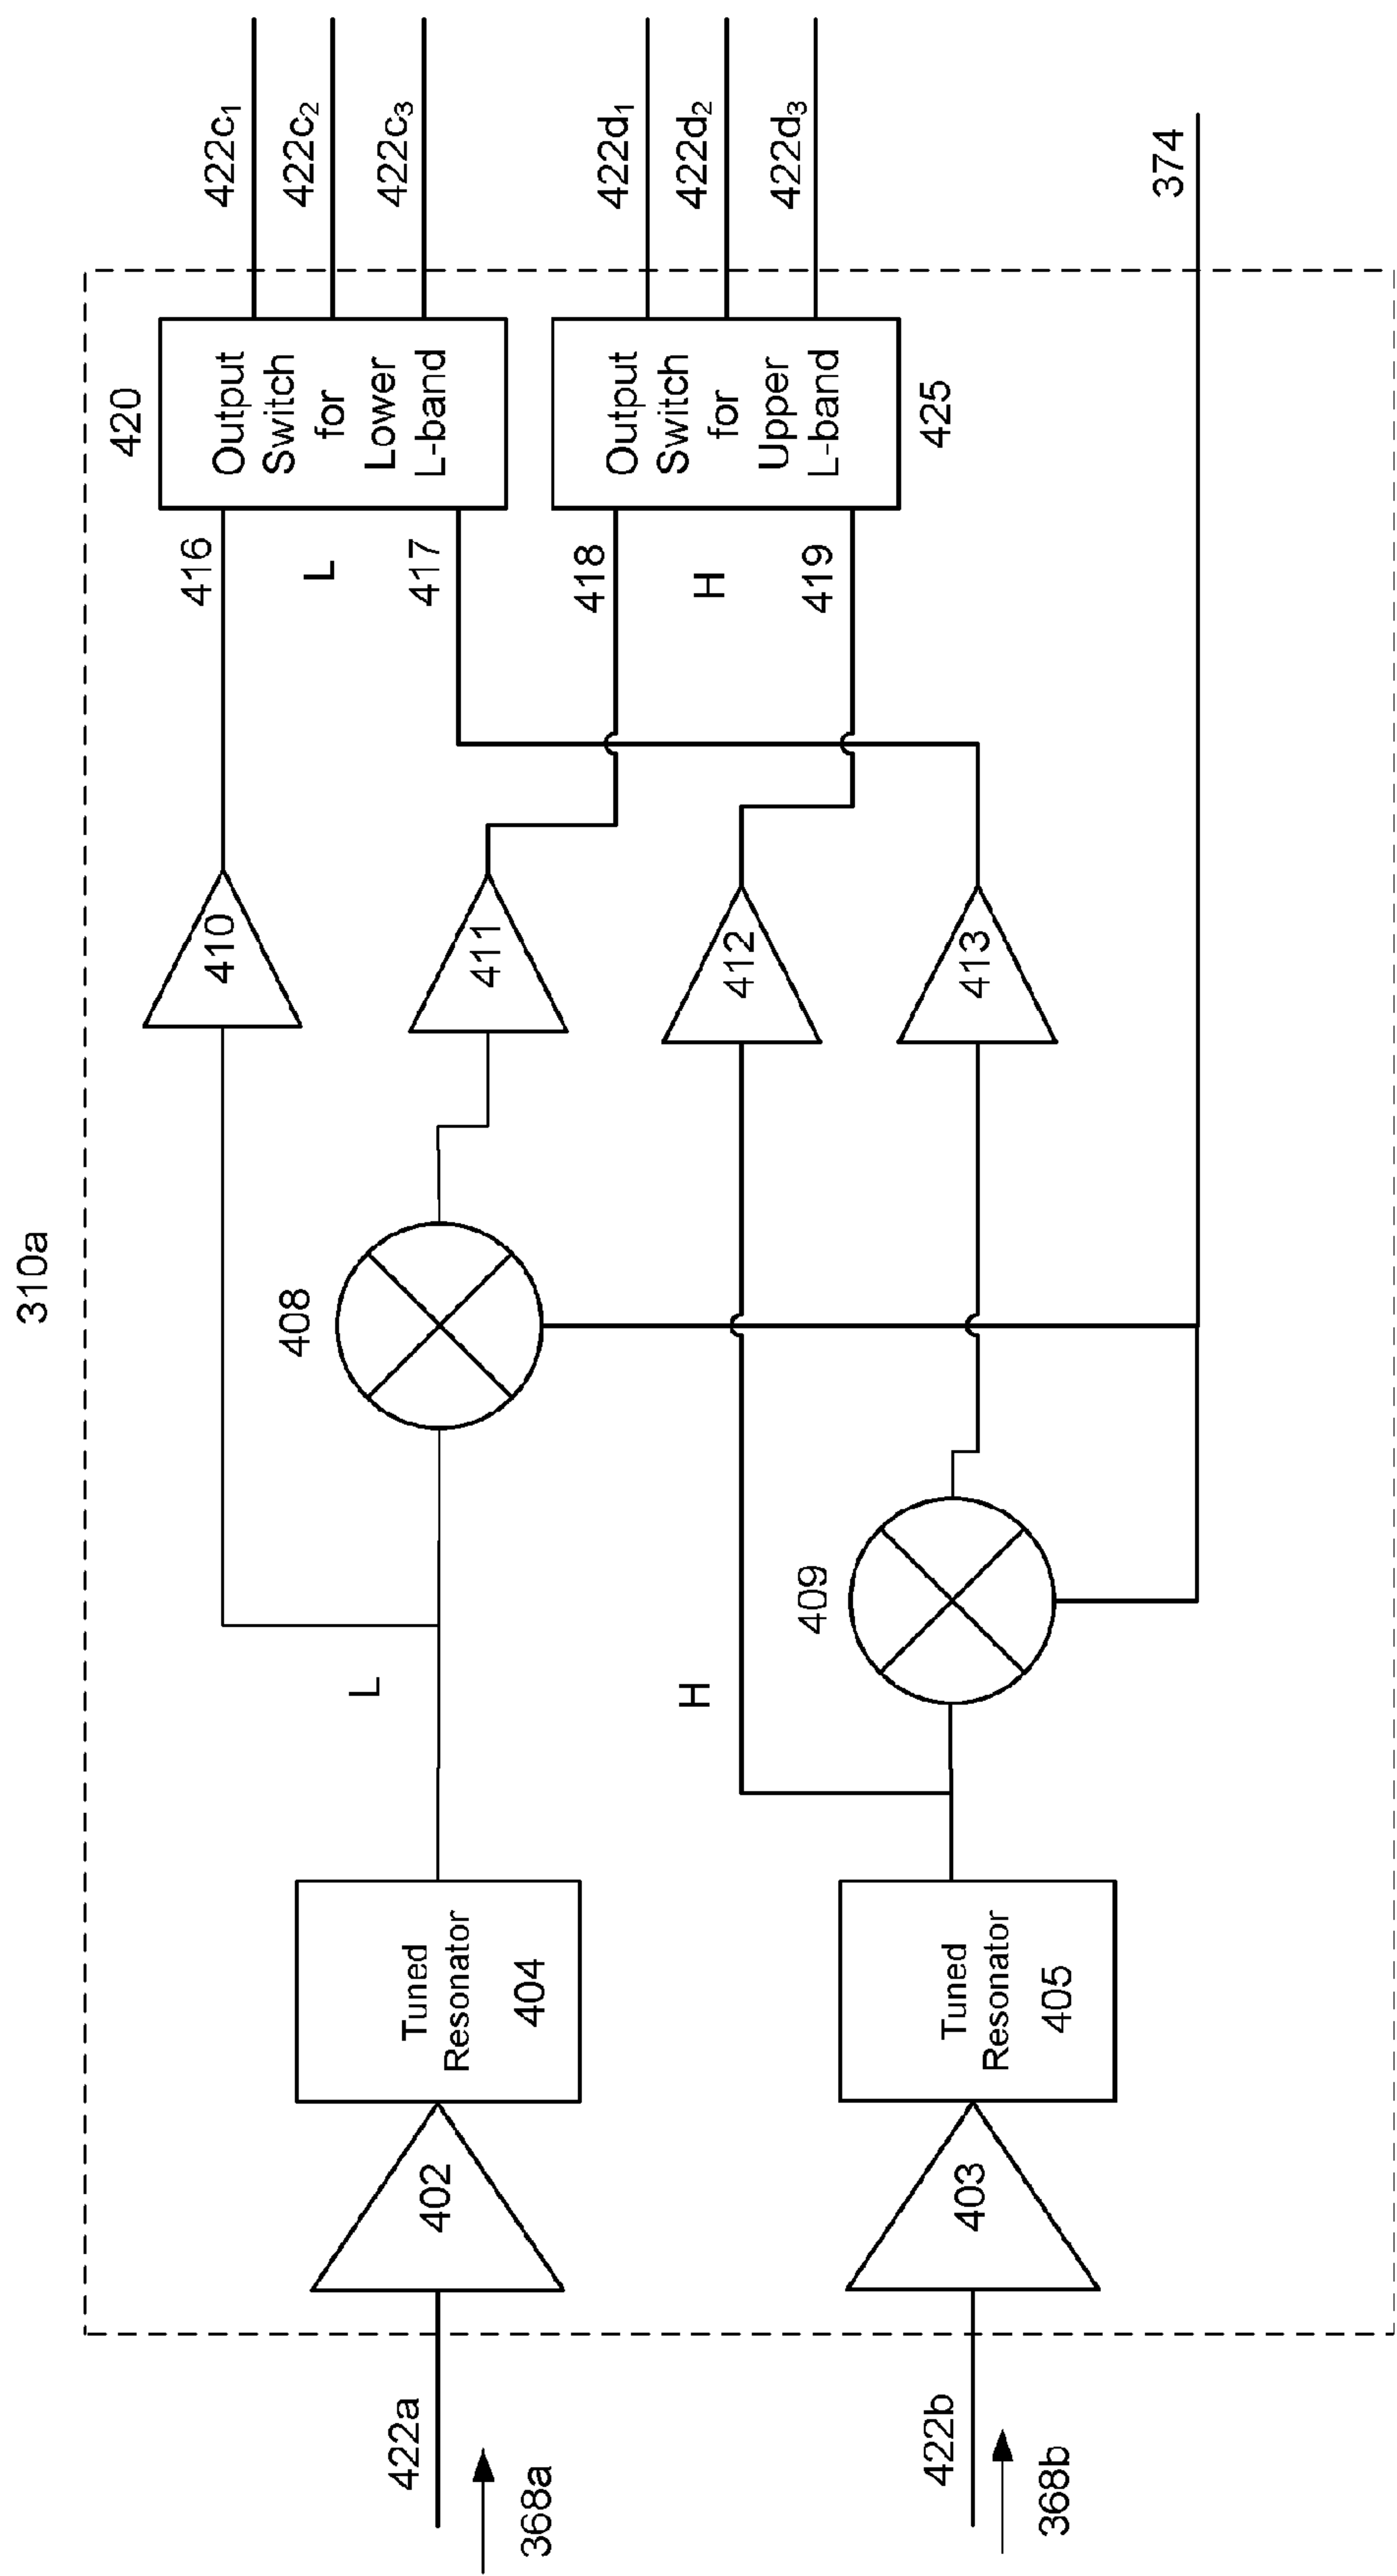 310a
422a
368a
402
Tuned
Resonator
404
L
408
410
411
416
L
417
420
Output
Switch
for
Lower
L-band
422c1
422c2
422c3
422b
368b
403
Tuned
Resonator
405
H
409
412
413
418
H
419
Output
Switch
for
Upper
L-band
425
422d1
422d2
422d3
374